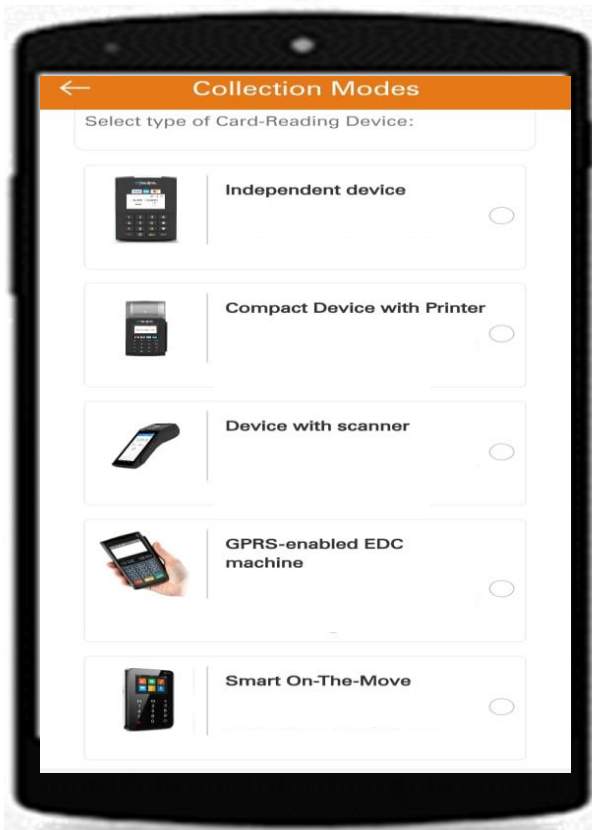 Collection Modes
Select type of Card-Reading Device:
Independent device
Compact Device with Printer
Device with scanner
GPRS-enabled EDC
machine
Smart On-The-Move